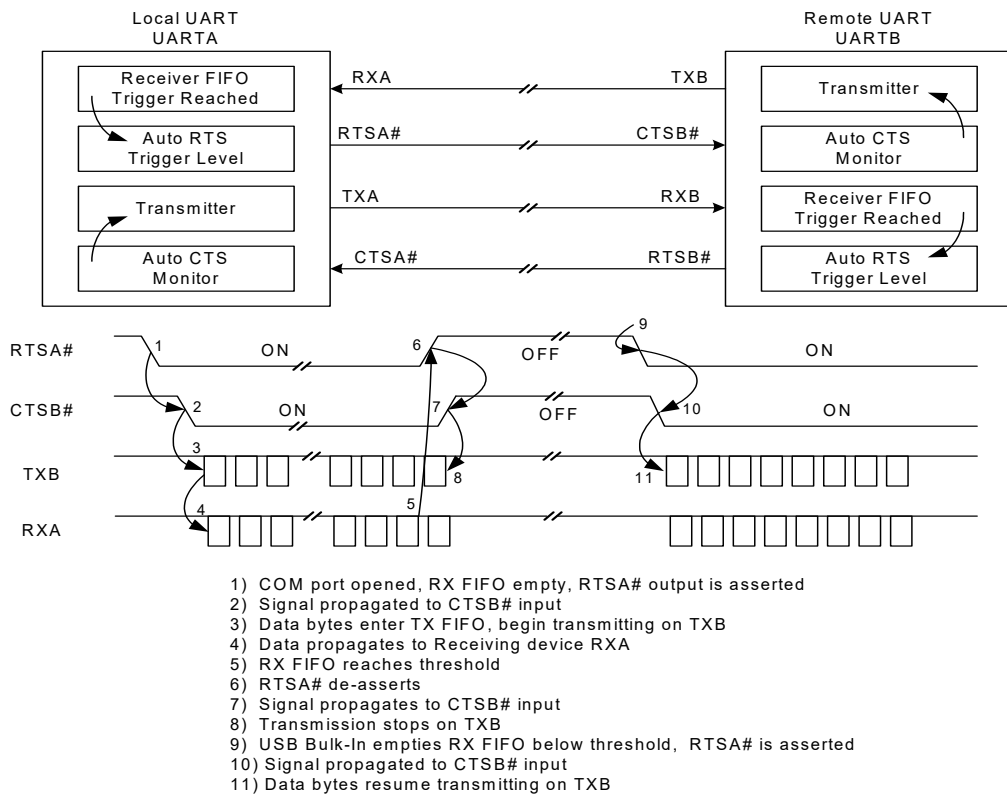 Local UART
UARTA
Remote UART
UARTB
Receiver FIFO
Trigger Reached
Auto RTS
Trigger Level
Transmitter
Auto CTS
Monitor
RXA
TXB
RTSA#
CTSB#
TXA
RXB
CTSA#
RTSB#
Transmitter
Auto CTS
Monitor
Receiver FIFO
Trigger Reached
Auto RTS
Trigger Level
RTSA#
1
ON
6
OFF
9
ON
CTSB#
2
ON
7
OFF
10
ON
TXB
3
8
11
RXA
4
5
1) COM port opened, RX FIFO empty, RTSA# output is asserted
2) Signal propagated to CTSB# input
3) Data bytes enter TX FIFO, begin transmitting on TXB
4) Data propagates to Receiving device RXA
5) RX FIFO reaches threshold
6) RTSA# de-asserts
7) Signal propagates to CTSB# input
8) Transmission stops on TXB
9) USB Bulk-In empties RX FIFO below threshold, RTSA# is asserted
10) Signal propagated to CTSB# input
11) Data bytes resume transmitting on TXB